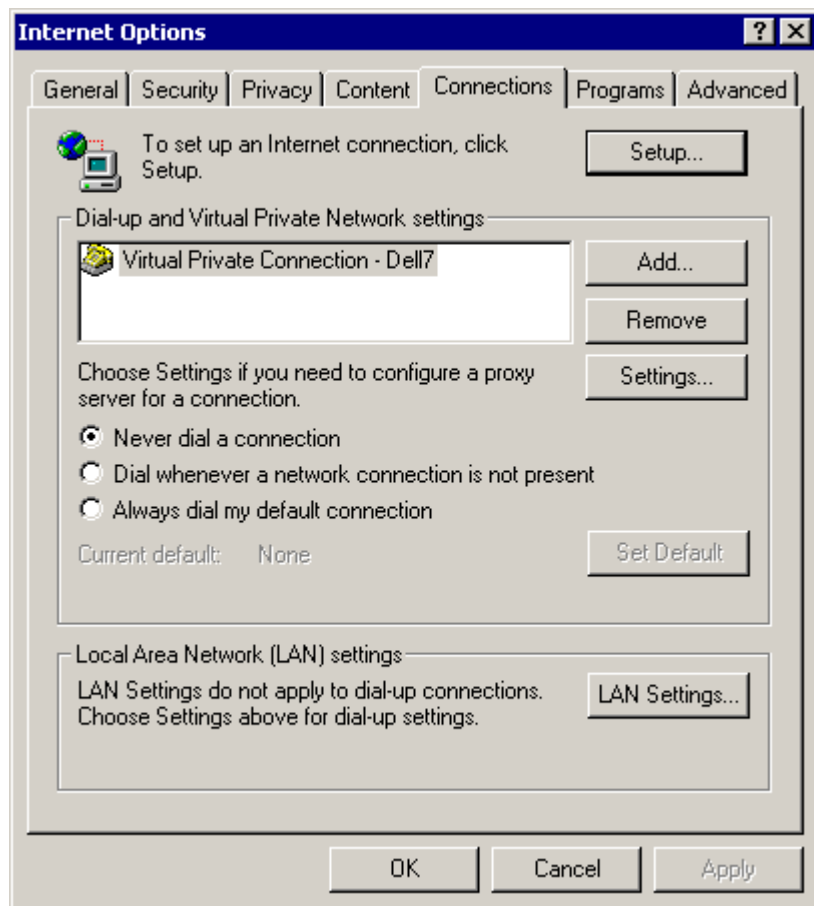 Internet Options
General Security Privacy Content Connections Programs Advanced
To set up an Internet connection, click
Setup.
Setup...
Dial-up and Virtual Private Network settings
Virtual Private Connection - Dell7
Add...
Remove
Choose Settings if you need to configure a proxy
server for a connection.
Settings...
Never dial a connection
Dial whenever a network connection is not present
Always dial my default connection
Current default: None
Set Default
Local Area Network (LAN) settings
LAN Settings do not apply to dial-up connections.
Choose Settings above for dial-up settings.
LAN Settings...
OK Cancel Apply